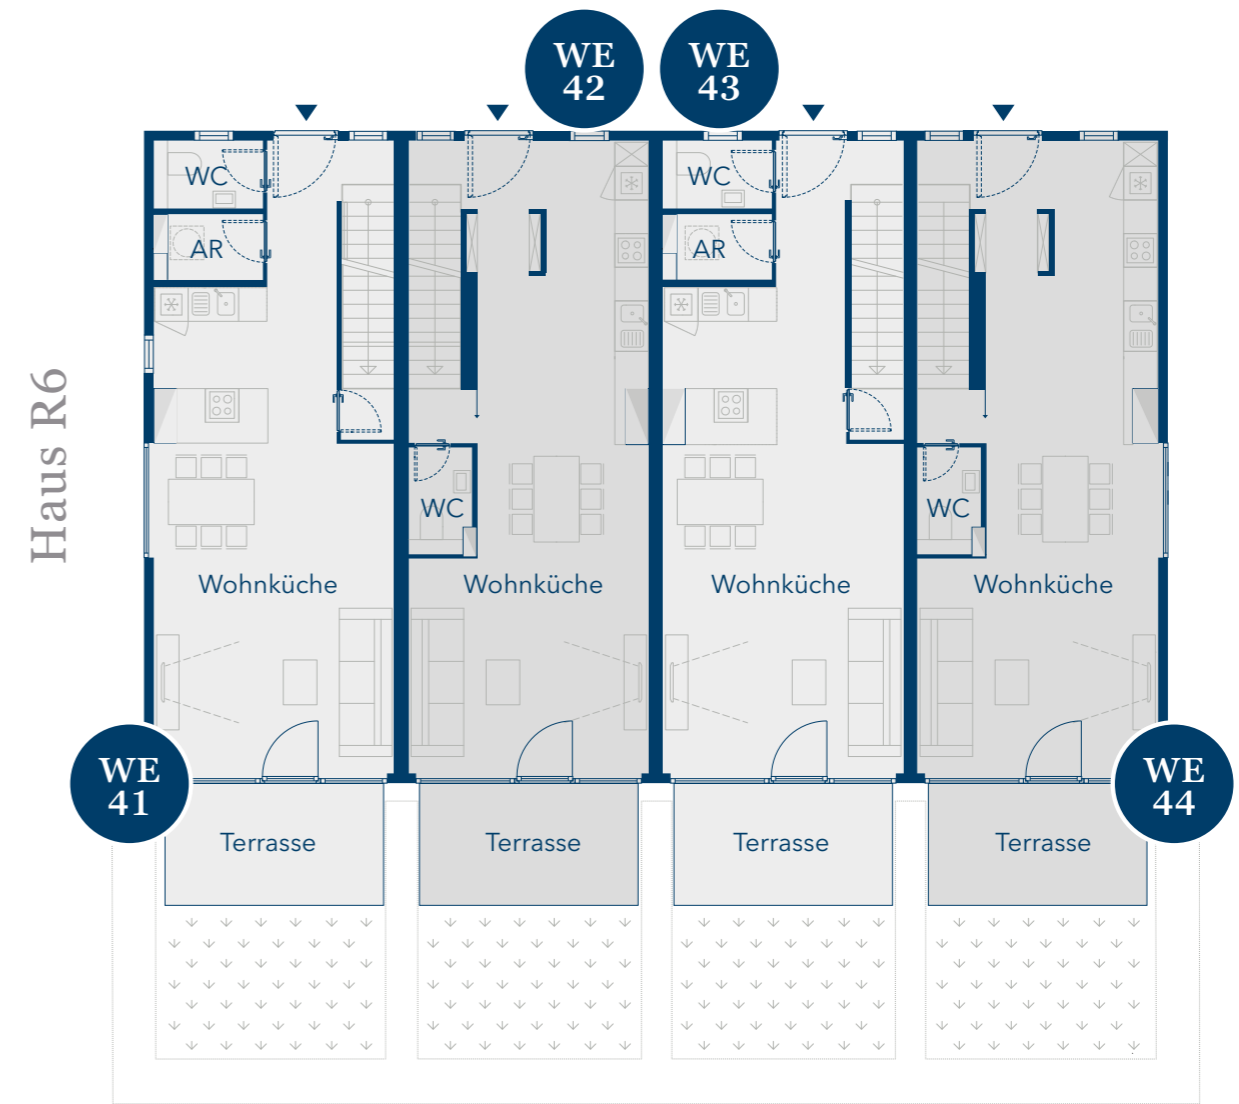 WE
42
WE
43
WC
WC
AR
AR
Haus R6
WC
WC
Wohnküche
Wohnküche
Wohnküche
Wohnküche
WE
41
WE
44
Terrasse
Terrasse
Terrasse
Terrasse